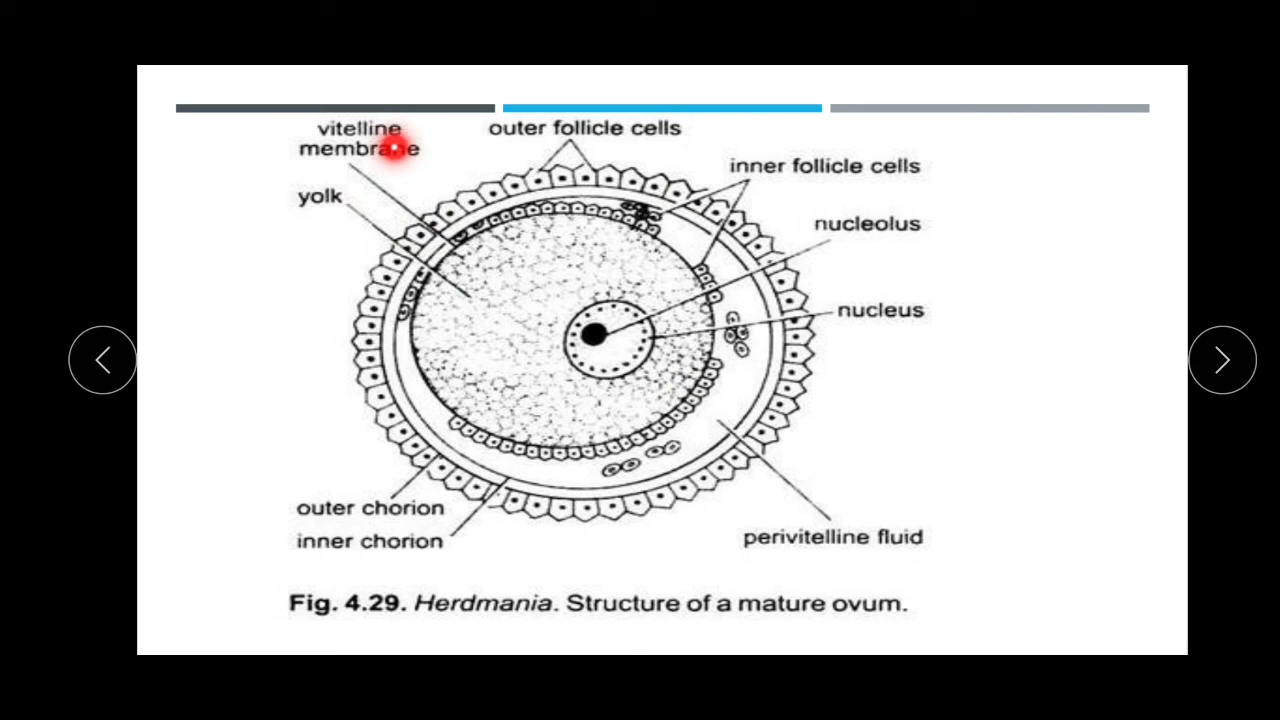 vitelline
membrane
outer follicle cells
inner follicle cells
yolk
nucleolus
nucleus
outer chorion
inner chorion
perivitelline fluid
Fig. 4.29. Herdmania. Structure of a mature ovum.